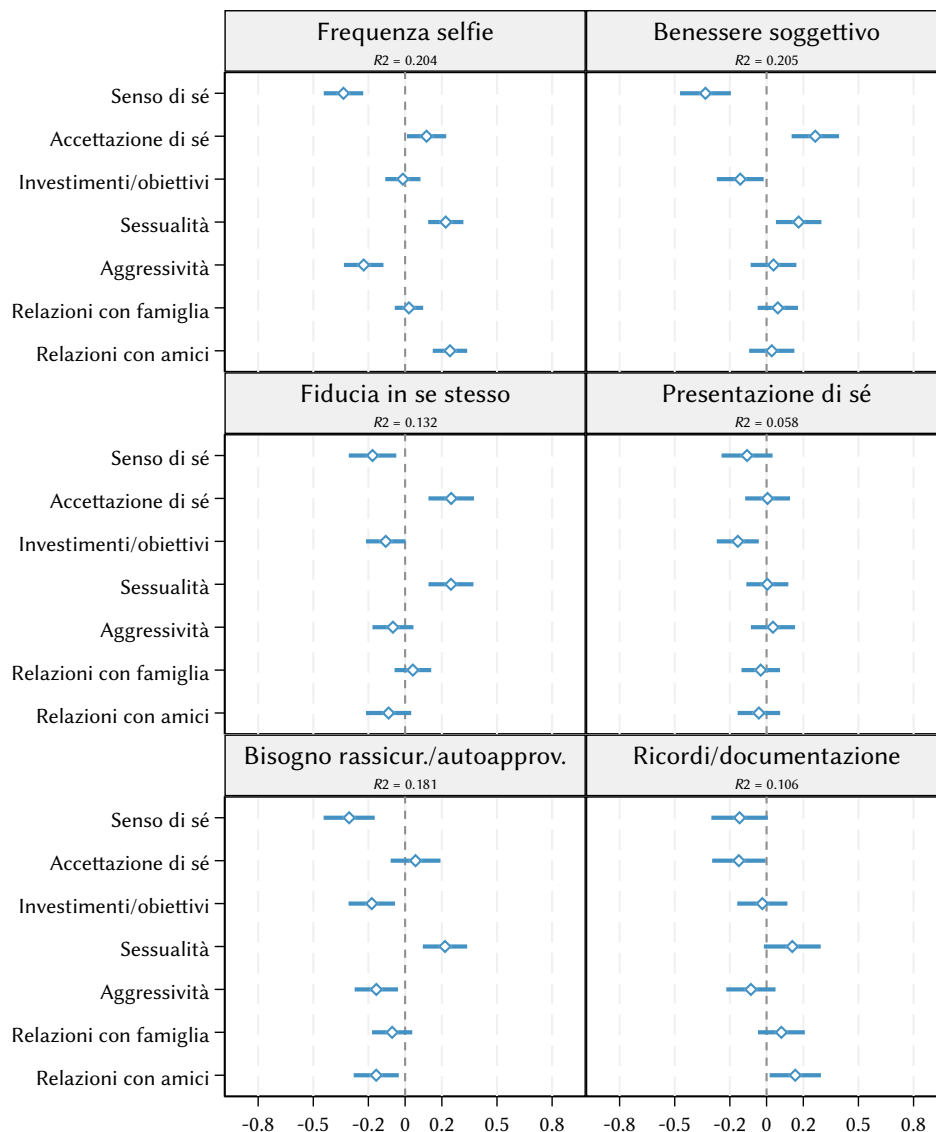 Frequenza selfie
R2 = 0.204
Benessere soggettivo
R2 = 0.205
Senso di sé
Accettazione di sé
Investimenti/obiettivi
Sessualità
Aggressività
Relazioni con famiglia
Relazioni con amici
Fiducia in se stesso
R2 = 0.132
Presentazione di sé
R2 = 0.058
Senso di sé
Accettazione di sé
Investimenti/obiettivi
Sessualità
Aggressività
Relazioni con famiglia
Relazioni con amici
Bisogno rassicur./autoapprov.
R2 = 0.181
Ricordi/documentazione
R2 = 0.106
Senso di sé
Accettazione di sé
Investimenti/obiettivi
Sessualità
Aggressività
Relazioni con famiglia
Relazioni con amici
-0.8 -0.5 -0.2 0 0.2 0.5 0.8 -0.8 -0.5 -0.2 0 0.2 0.5 0.8